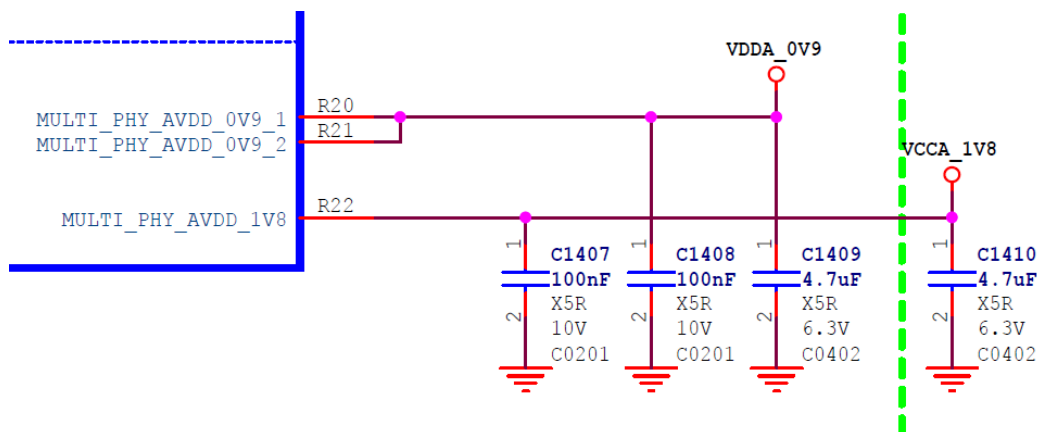 VDDA_0V9
MULTI_PHY_AVDD_0V9_1 R20
MULTI_PHY_AVDD_0V9_2 R21
VCCA_1V8
MULTI_PHY_AVDD_1V8 R22
1 C1407 1 C1408 1 C1409 1 C1410
100nF 100nF 4.7uF 4.7uF
X5R X5R X5R X5R
2 10V 2 10V 2 6.3V 2 6.3V
C0201 C0201 C0402 C0402